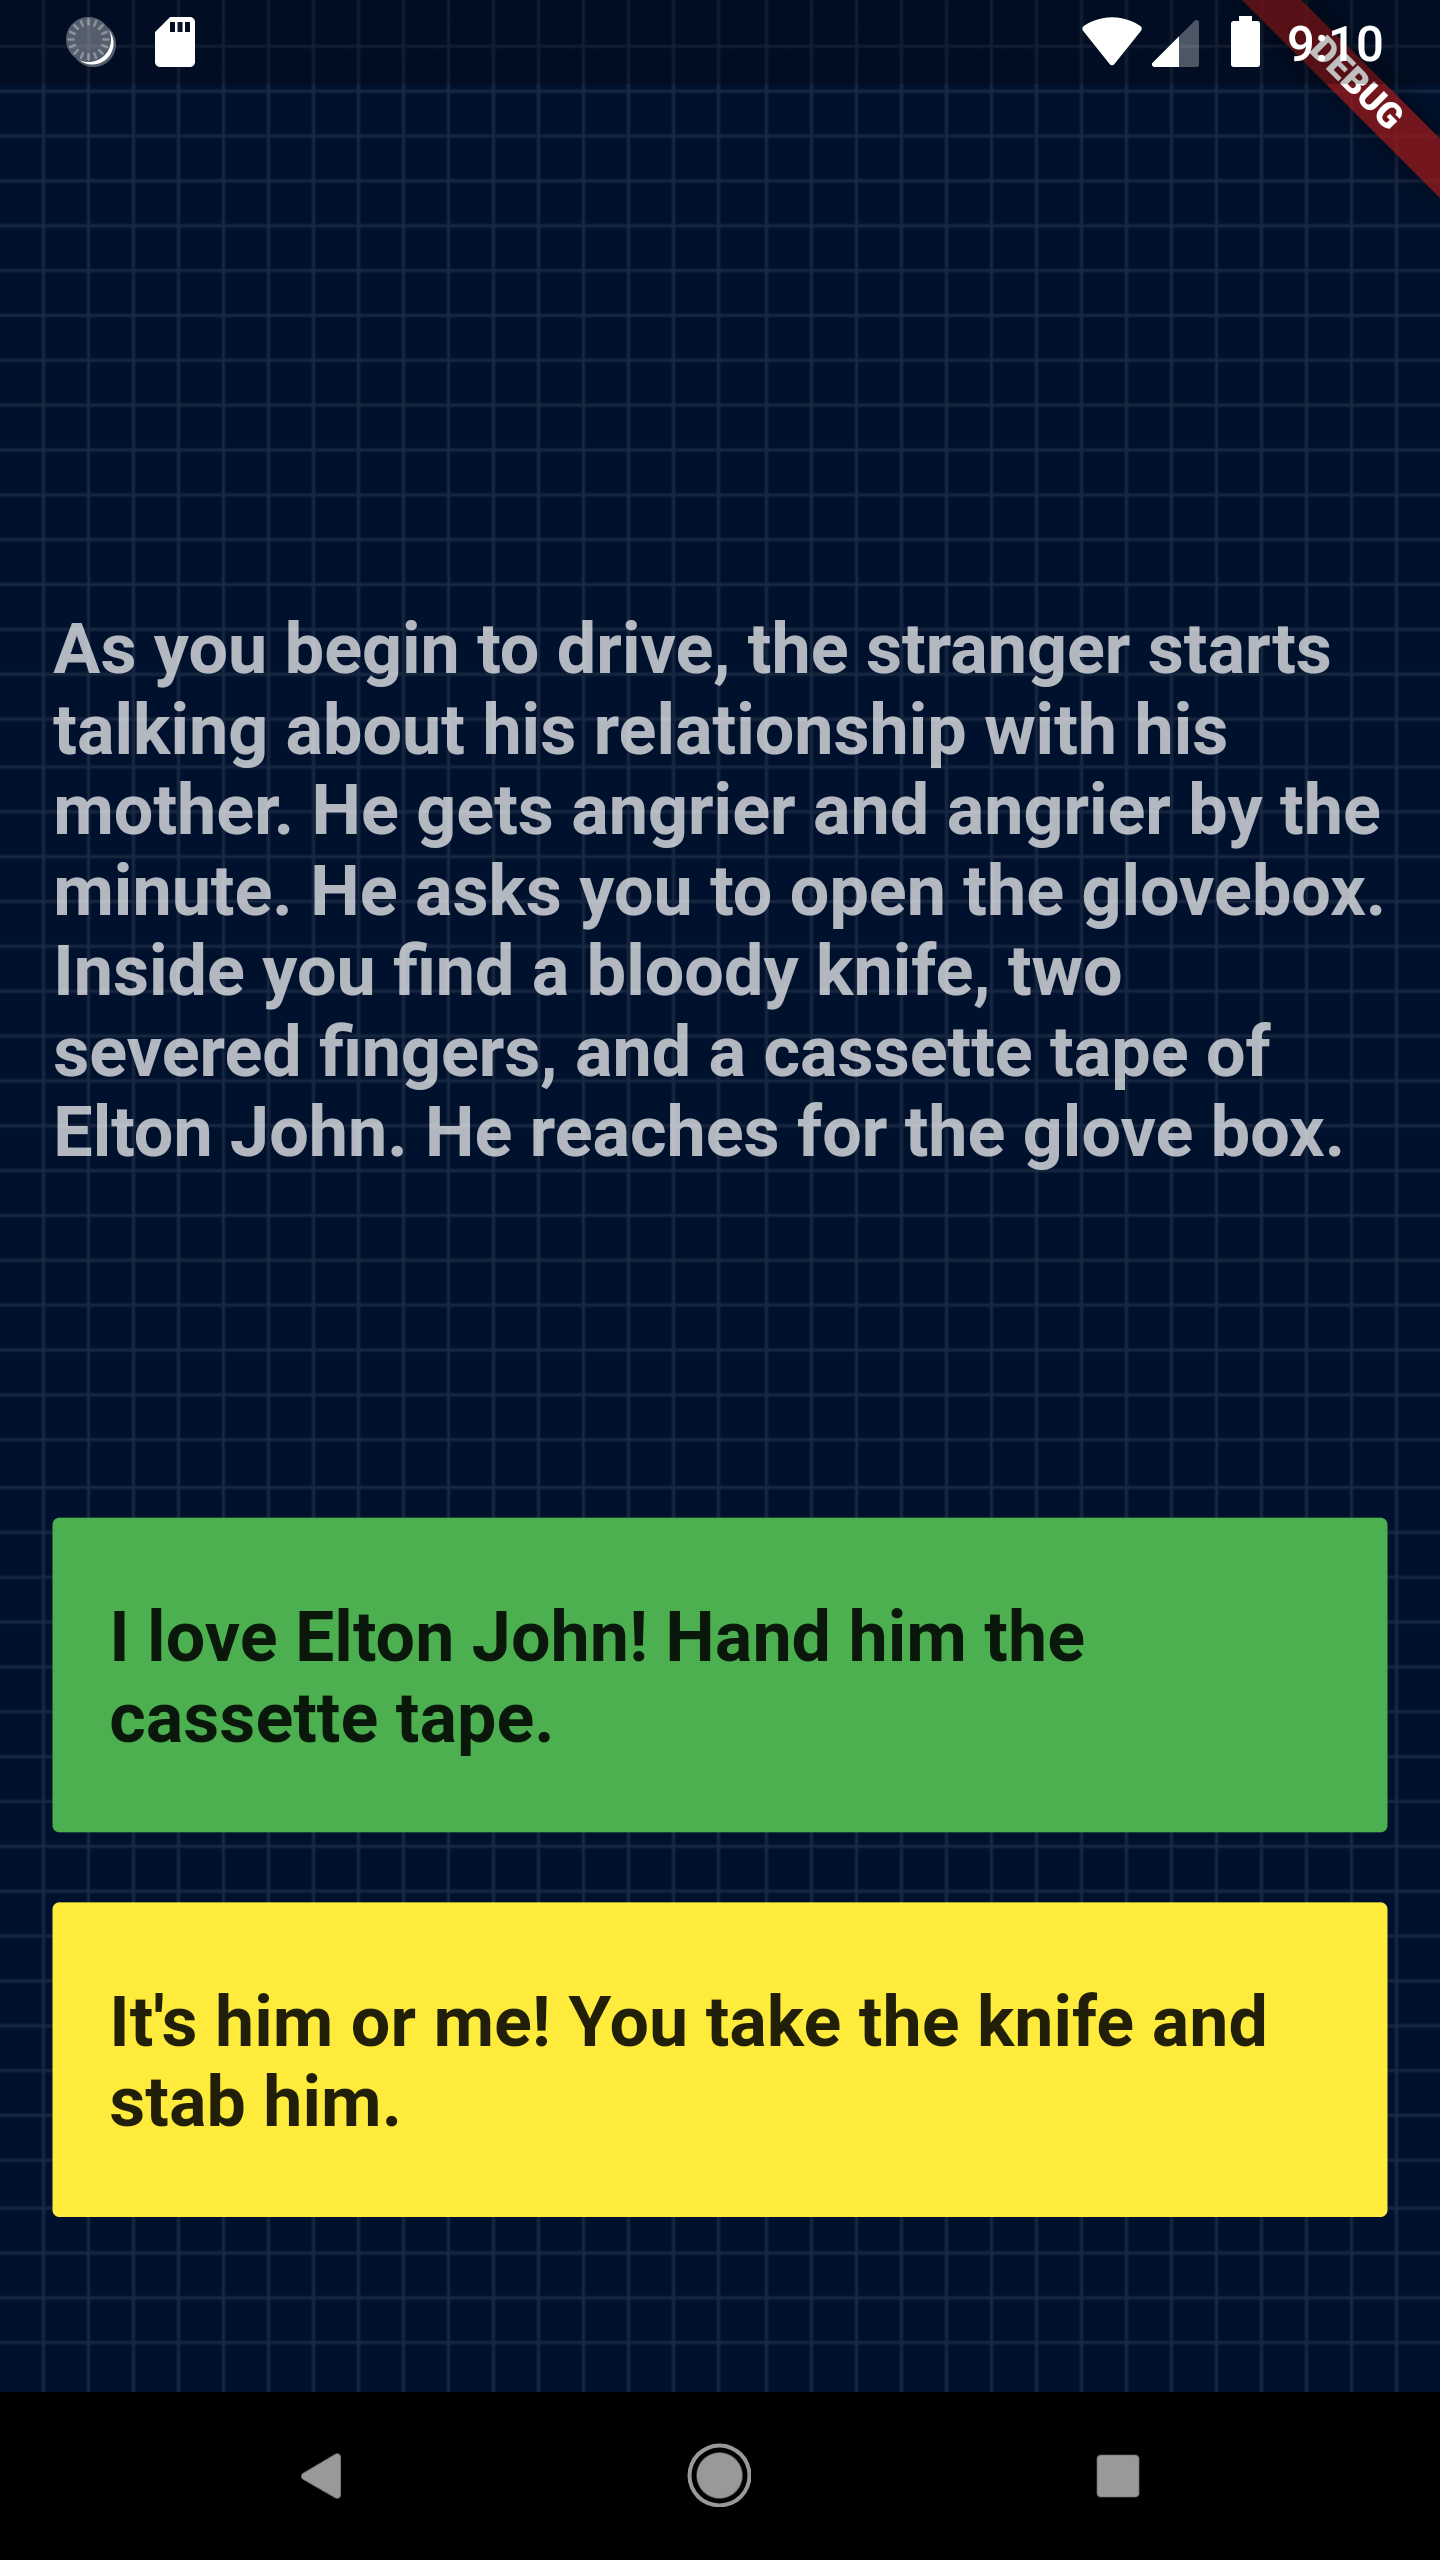 9:10
DEBUG
As you begin to drive, the stranger starts
talking about his relationship with his
mother. He gets angrier and angrier by the
minute. He asks you to open the glovebox.
Inside you find a bloody knife, two
severed fingers, and a cassette tape of
Elton John. He reaches for the glove box.
I love Elton John! Hand him the
cassette tape.
It's him or me! You take the knife and
stab him.